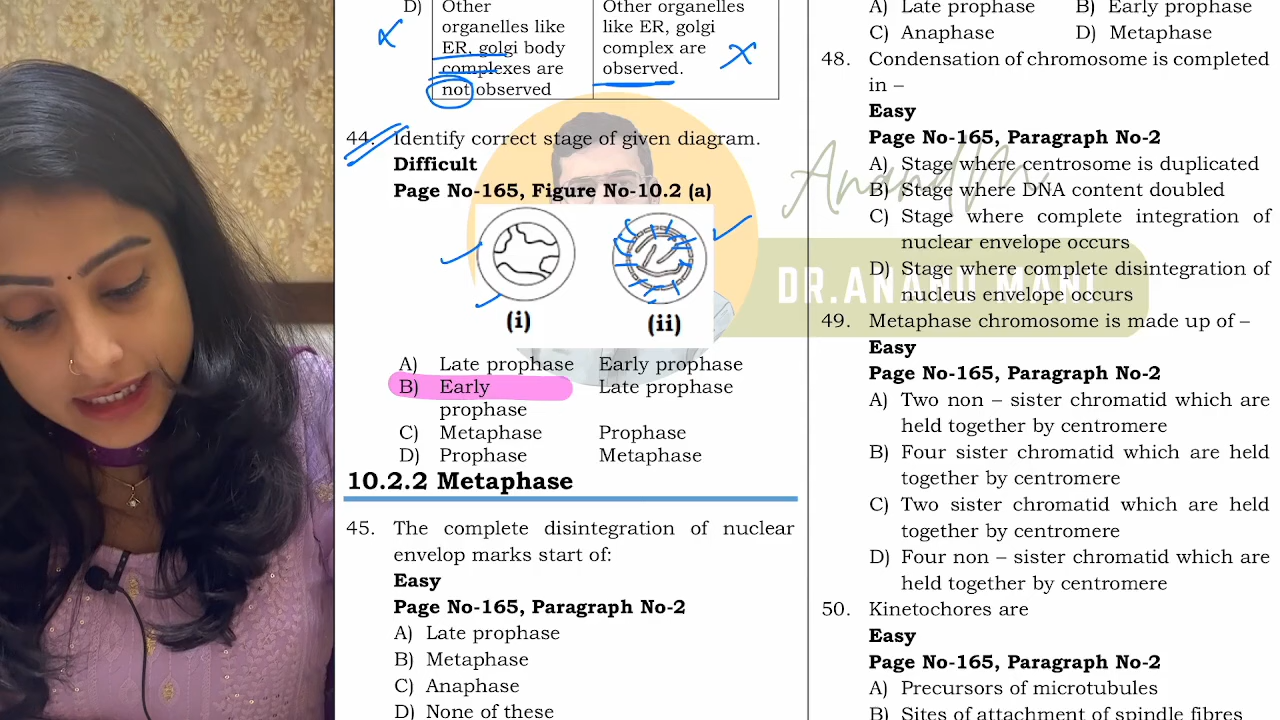 D)
Other
organelles like
ER, golgi body
complexes are
not observed
Other organelles
like ER, golgi
complex are
observed.
44. Identify correct stage of given diagram.
Difficult
Page No-165, Figure No-10.2 (a)
(i)
(ii)
A) Late prophase Early prophase
B) Early Late prophase
prophase
C) Metaphase Prophase
D) Prophase Metaphase
10.2.2 Metaphase
45. The complete disintegration of nuclear
envelop marks start of:
Easy
Page No-165, Paragraph No-2
A) Late prophase
B) Metaphase
C) Anaphase
D) None of these
A) Late prophase B) Early prophase
C) Anaphase D) Metaphase
48. Condensation of chromosome is completed
in –
Easy
Page No-165, Paragraph No-2
A) Stage where centrosome is duplicated
B) Stage where DNA content doubled
C) Stage where complete integration of
nuclear envelope occurs
D) Stage where complete disintegration of
nucleus envelope occurs
49. Metaphase chromosome is made up of –
Easy
Page No-165, Paragraph No-2
A) Two non – sister chromatid which are
held together by centromere
B) Four sister chromatid which are held
together by centromere
C) Two sister chromatid which are held
together by centromere
D) Four non – sister chromatid which are
held together by centromere
50. Kinetochores are
Easy
Page No-165, Paragraph No-2
A) Precursors of microtubules
B) Sites of attachment of spindle fibres
Anand Mani
DR.ANAND MANI